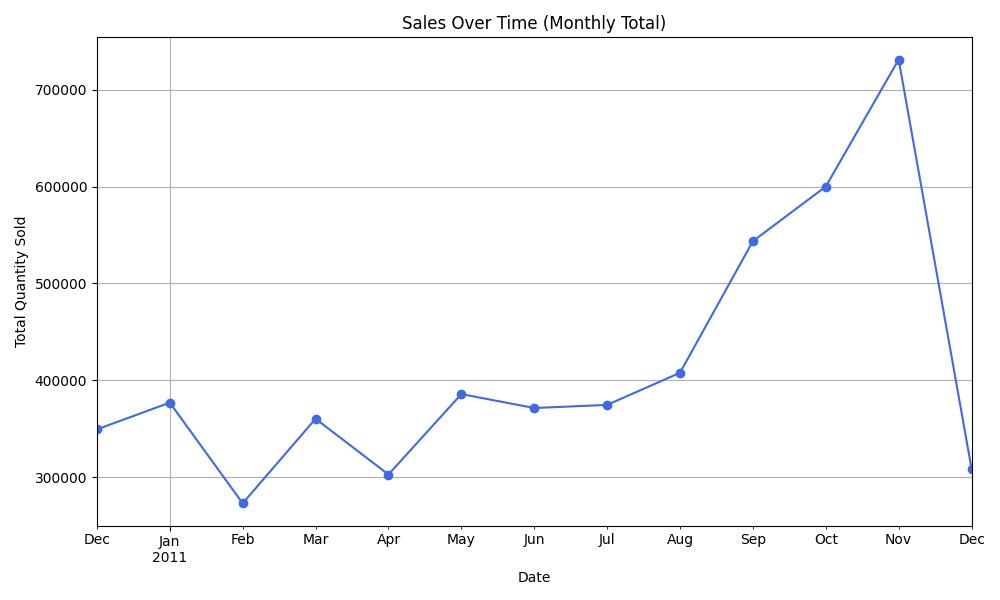 Sales Over Time (Monthly Total)
Total Quantity Sold
700000
600000
500000
400000
300000
Dec Jan Feb Mar Apr May Jun Jul Aug Sep Oct Nov Dec
2011
Date